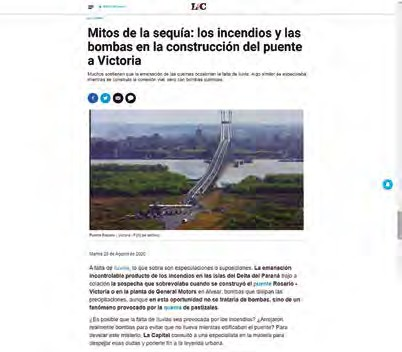 LC
Mitos de la sequía: los incendios y las
bombas en la construcción del puente
a Victoria
Muchos sostienen que la emanación de las quemas ocasionan la falta de lluvia. Algo similar se especulaba
mientras se construía la conexión vial, pero con bombas químicas.
Puente Rosario - Victoria.
Martes 25 de Agosto de 2020
A falta de lluvia, lo que sobra son especulaciones o suposiciones. La emanación
incontrolable producto de los incendios en las islas del Delta del Paraná trajo a
colación la sospecha que sobrevolaba cuando se construyó el puente Rosario -
Victoria o en la planta de General Motors en Alvear, bombas que disipan las
precipitaciones, aunque en esta oportunidad no se trataría de bombas, sino de un
fenómeno provocado por la quema de pastizales.
¿Es posible que la falta de lluvias sea provocada por los incendios? ¿Arrojaron
realmente bombas para evitar que no llueva mientras edificaban el puente? Para
develar este misterio, La Capital consultó a una especialista en la materia para
despejar esas dudas y ponerle fin a la leyenda urbana.